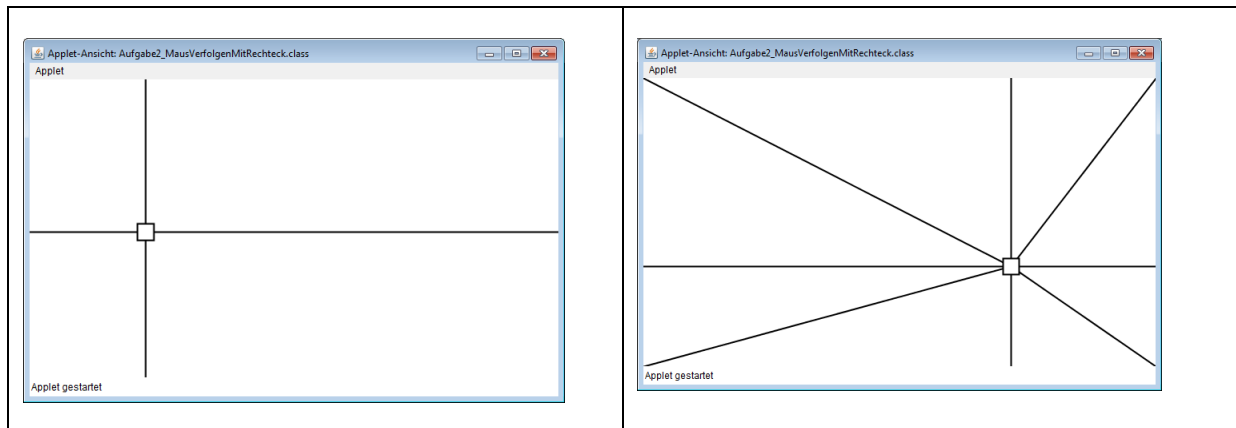 Applet-Ansicht: Aufgabe2_MausVerfolgenMitRechteck.class
Applet
Applet gestartet
Applet-Ansicht: Aufgabe2_MausVerfolgenMitRechteck.class
Applet
Applet gestartet